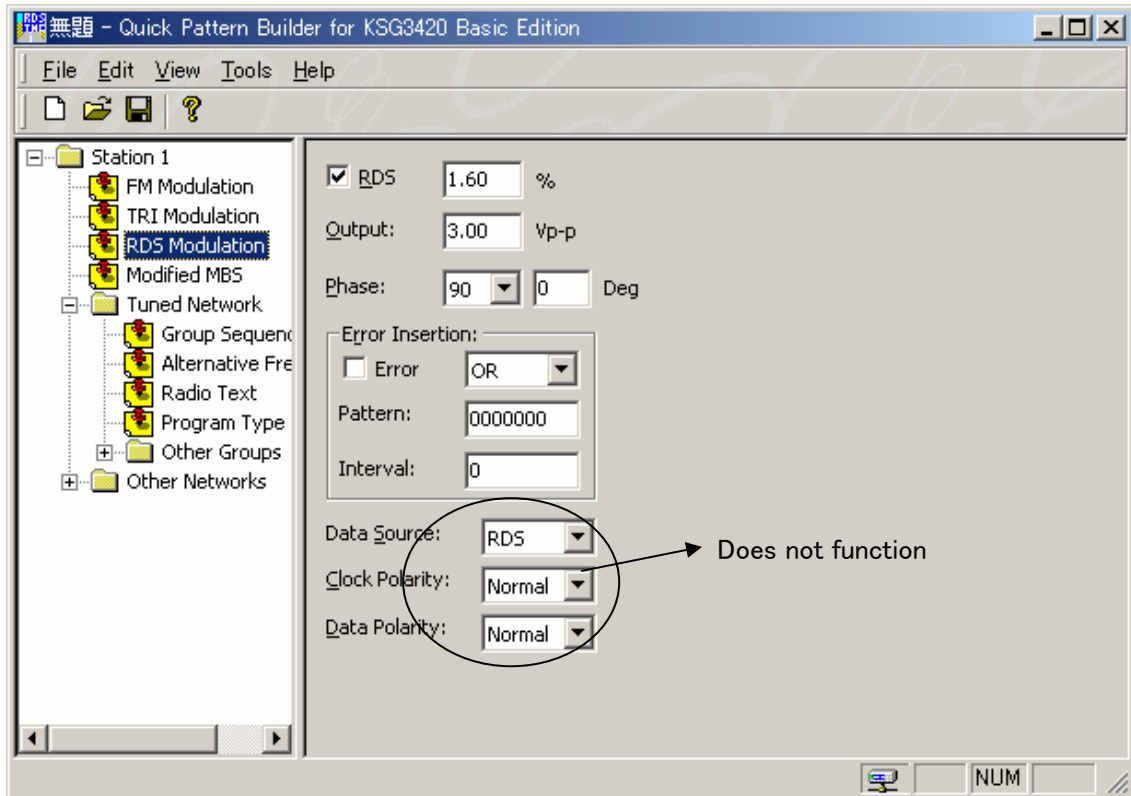 無題 - Quick Pattern Builder for KSG3420 Basic Edition
File Edit View Tools Help
Station 1
FM Modulation
TRI Modulation
RDS Modulation
Modified MBS
Tuned Network
Group Sequenc
Alternative Fre
Radio Text
Program Type
Other Groups
Other Networks
RDS 1.60 %
Output: 3.00 Vp-p
Phase: 90 0 Deg
Error Insertion:
Error OR
Pattern: 0000000
Interval: 0
Data Source: RDS
Clock Polarity: Normal
Data Polarity: Normal
Does not function
NUM